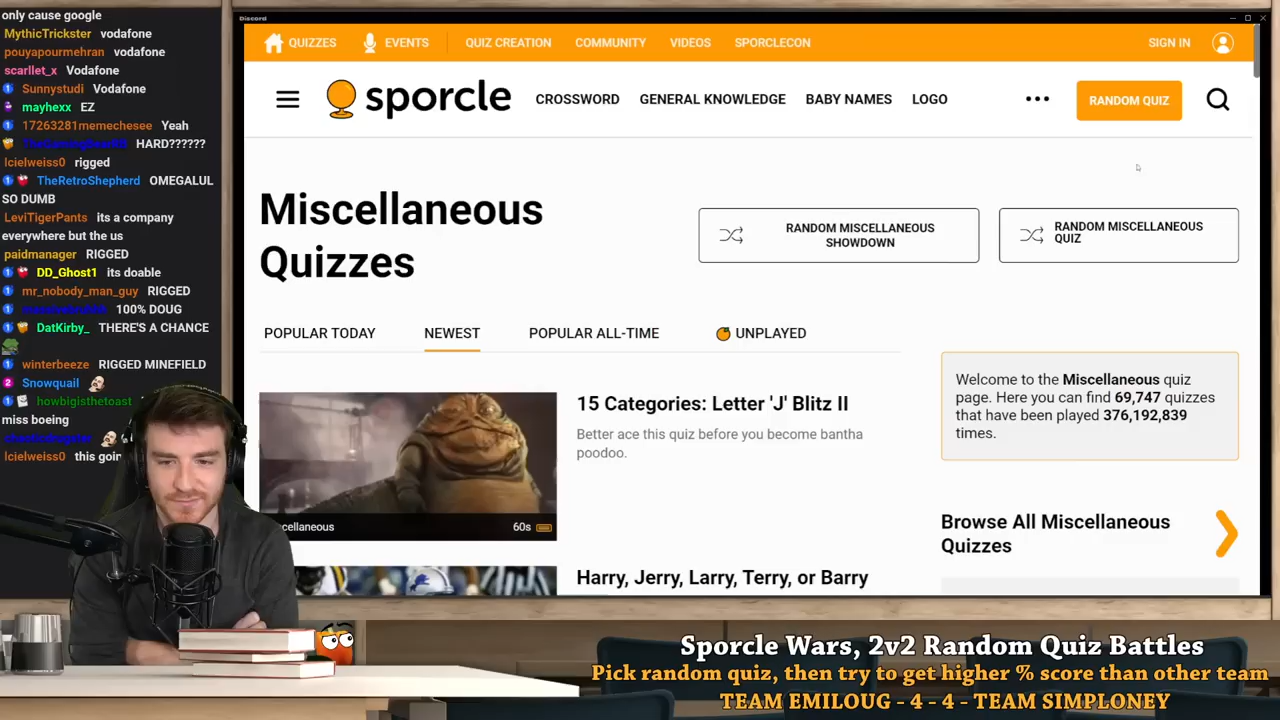 only cause google
MythicTrickster vodafone
pouyapourmehran vodafone
scarllet_x Vodafone
Sunnystudi Vodafone
mayhexx EZ
17263281memechesee Yeah
HARD??????
lcielweiss0 rigged
TheRetroShepherd OMEGALUL
SO DUMB
LeviTigerPants its a company
everywhere but the us
paidmanager RIGGED
DD_Ghost1 its doable
mr_nobody_man_guy RIGGED
100% DOUG
DatKirby_ THERE'S A CHANCE
winterbeeze RIGGED MINEFIELD
Snowquail
howbigisthetoast
miss boeing
lcielweiss0 this goin
Discord
QUIZZES EVENTS QUIZ CREATION COMMUNITY VIDEOS SPORCLECON SIGN IN
sporcle CROSSWORD GENERAL KNOWLEDGE BABY NAMES LOGO ••• RANDOM QUIZ
Miscellaneous
Quizzes
RANDOM MISCELLANEOUS
SHOWDOWN
RANDOM MISCELLANEOUS
QUIZ
POPULAR TODAY NEWEST POPULAR ALL-TIME UNPLAYED
15 Categories: Letter 'J' Blitz II
Better ace this quiz before you become bantha
poodoo.
cellaneous 60s
Harry, Jerry, Larry, Terry, or Barry
Welcome to the Miscellaneous quiz
page. Here you can find 69,747 quizzes
that have been played 376,192,839
times.
Browse All Miscellaneous
Quizzes
Sporcle Wars, 2v2 Random Quiz Battles
Pick random quiz, then try to get higher % score than other team
TEAM EMILOUG - 4 - 4 - TEAM SIMPLONEY